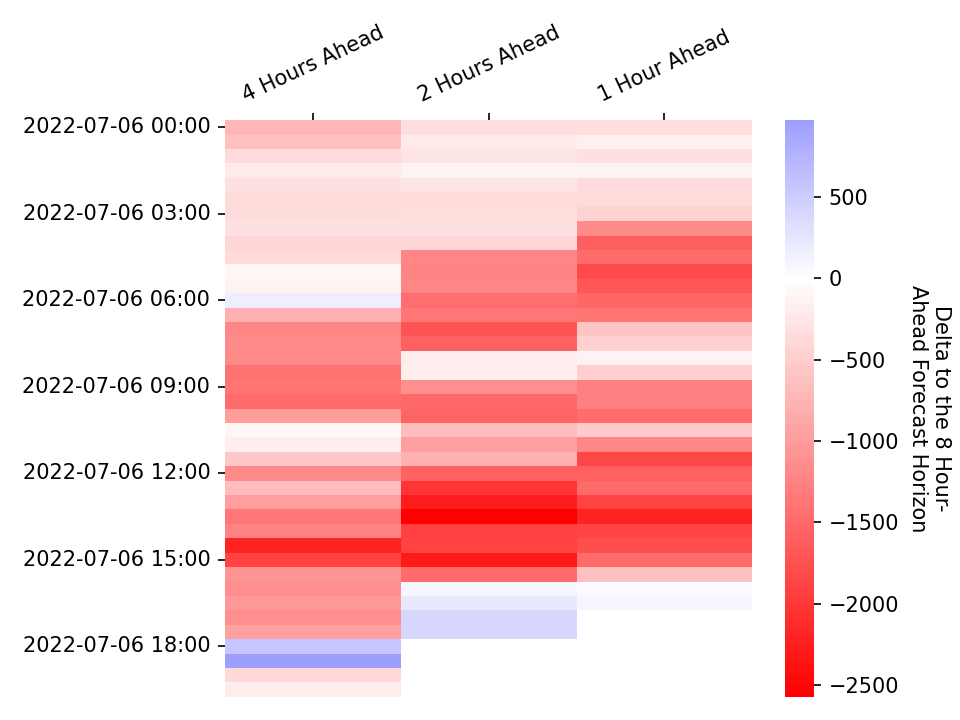 4 Hours Ahead
2 Hours Ahead
1 Hour Ahead
2022-07-06 00:00
2022-07-06 03:00
2022-07-06 06:00
2022-07-06 09:00
2022-07-06 12:00
2022-07-06 15:00
2022-07-06 18:00
500
0
−500
−1000
−1500
−2000
−2500
Delta to the 8 Hour-
Ahead Forecast Horizon